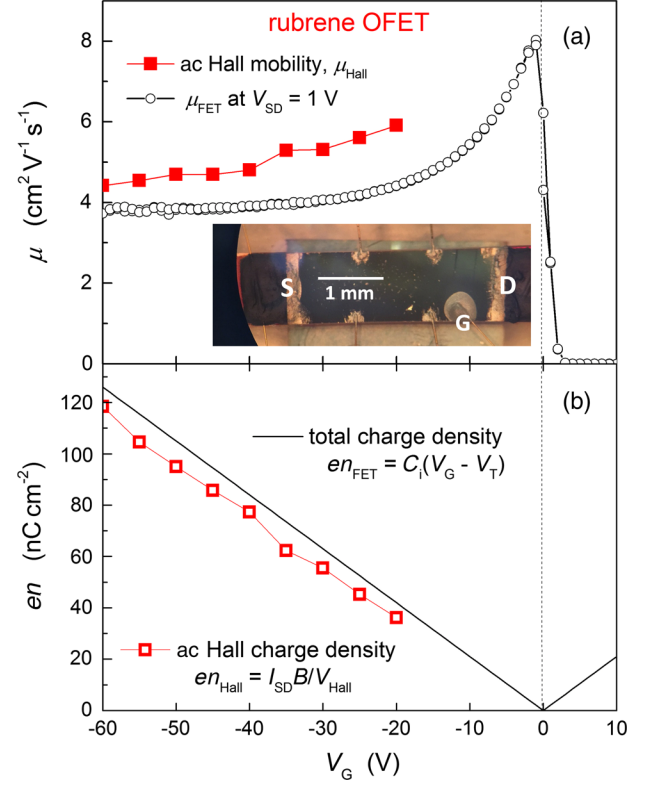 rubrene OFET
(a)
ac Hall mobility, μHall
μFET at VSD = 1 V
8
6
4
2
0
μ (cm2 V-1 s-1)
S
1 mm
D
G
(b)
total charge density
enFET = Ci(VG - VT)
120
100
80
60
40
20
0
en (nC cm-2)
ac Hall charge density
enHall = ISDB/VHall
-60 -50 -40 -30 -20 -10 0 10
VG (V)